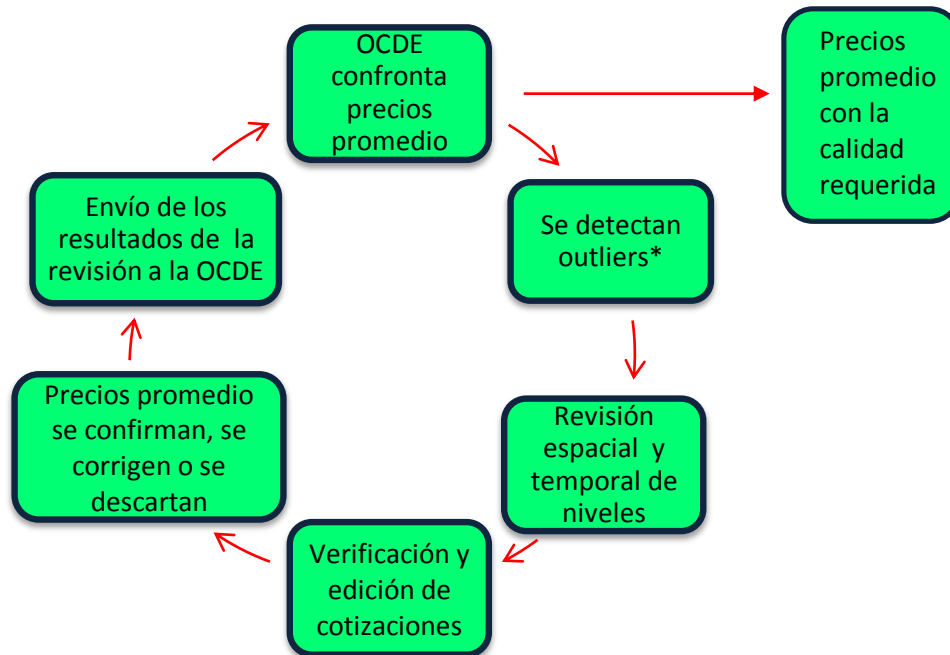 OCDE
confronta
precios
promedio
Precios
promedio
con la
calidad
requerida
Se detectan
outliers*
Revisión
espacial y
temporal de
niveles
Verificación y
edición de
cotizaciones
Precios promedio
se confirman, se
corrigen o se
descartan
Envío de los
resultados de la
revisión a la OCDE